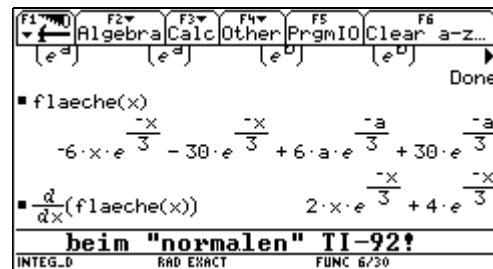 F1 F2 F3 F4 F5 F6
Algebra Calc Other PrgmIO Clear a-z…
(e^a) (e^a) (e^b) (e^b)
Done
▪ flaeche(x)
⁻6·x·e^(⁻x/3) − 30·e^(⁻x/3) + 6·a·e^(⁻a/3) + 30·e^(⁻a/3)
▪ d/dx(flaeche(x)) 2·x·e^(⁻x/3) + 4·e^(⁻x/3)
beim "normalen" TI-92!
INTEG_D RAD EXACT FUNC 6/30